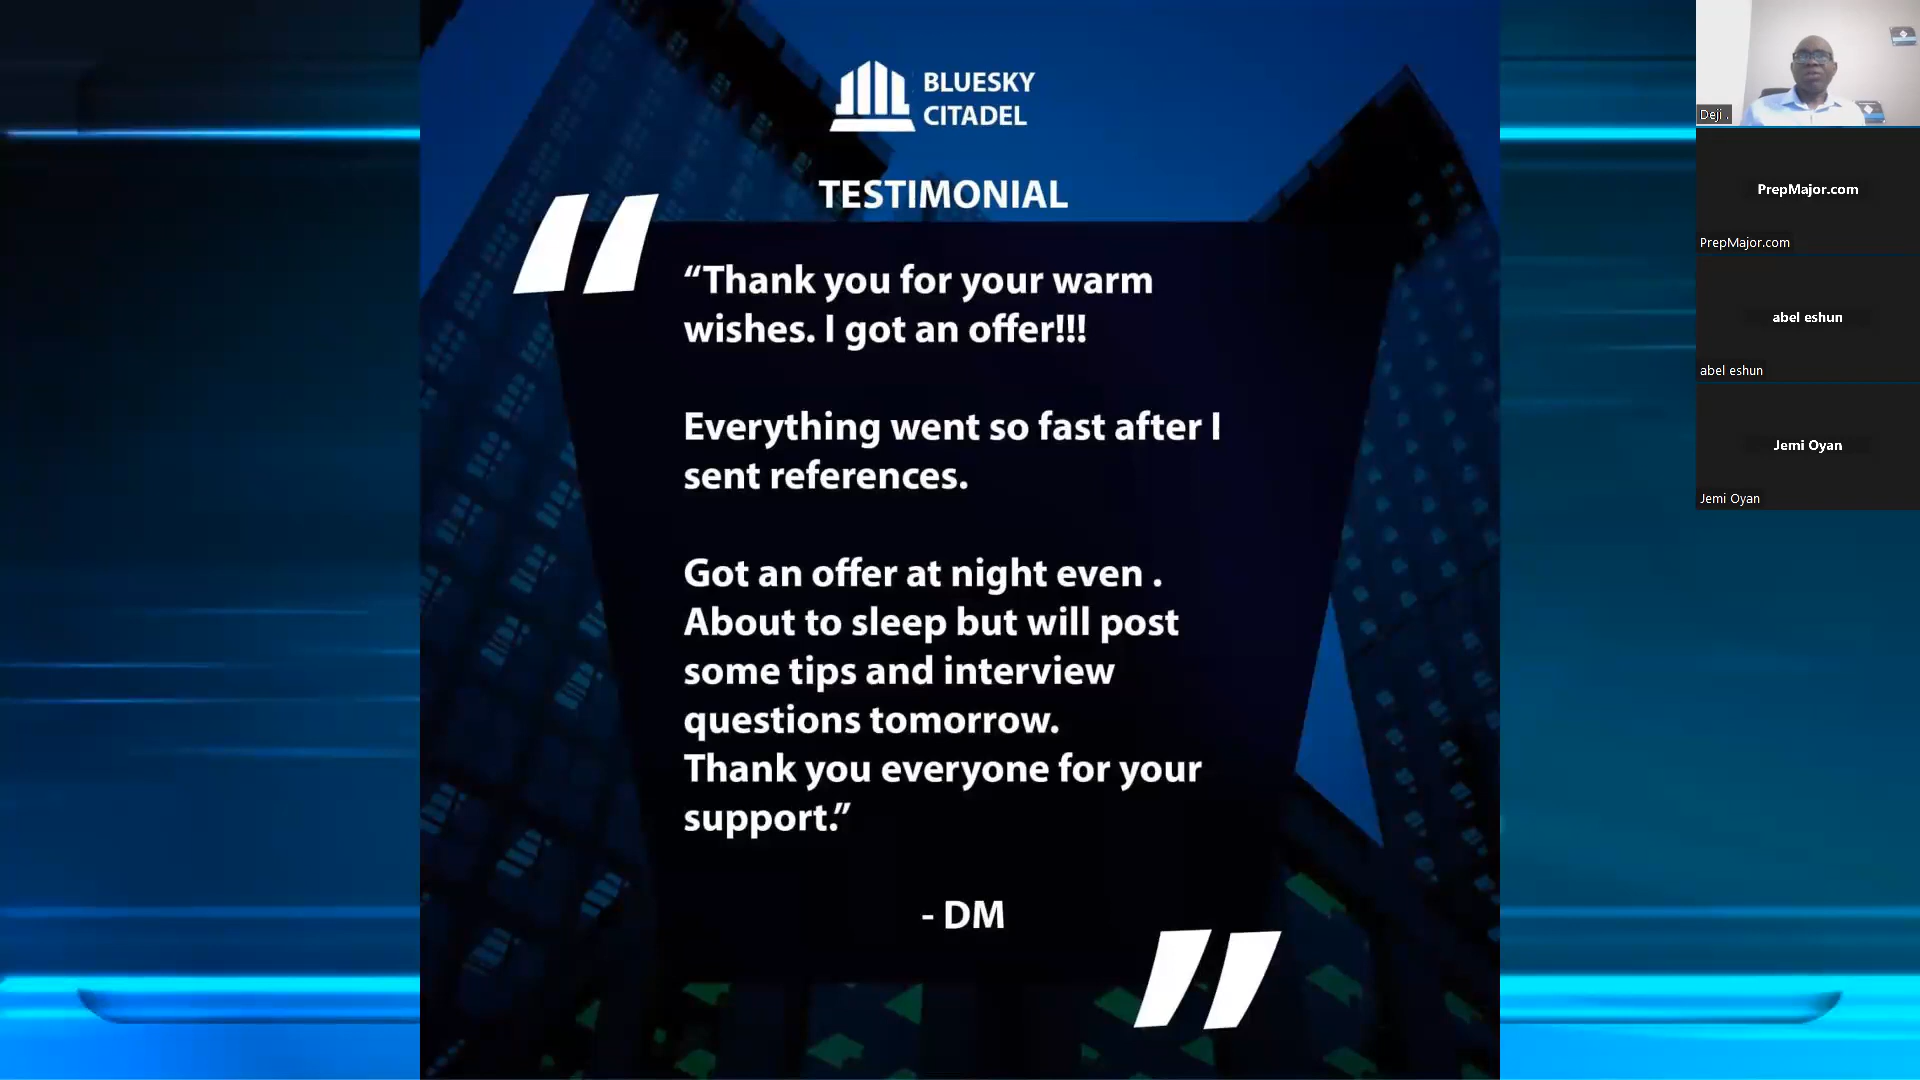 BLUESKY
CITADEL
TESTIMONIAL
“Thank you for your warm
wishes. I got an offer!!!
Everything went so fast after I
sent references.
Got an offer at night even .
About to sleep but will post
some tips and interview
questions tomorrow.
Thank you everyone for your
support.”
- DM
Deji .
PrepMajor.com
PrepMajor.com
abel eshun
abel eshun
Jemi Oyan
Jemi Oyan